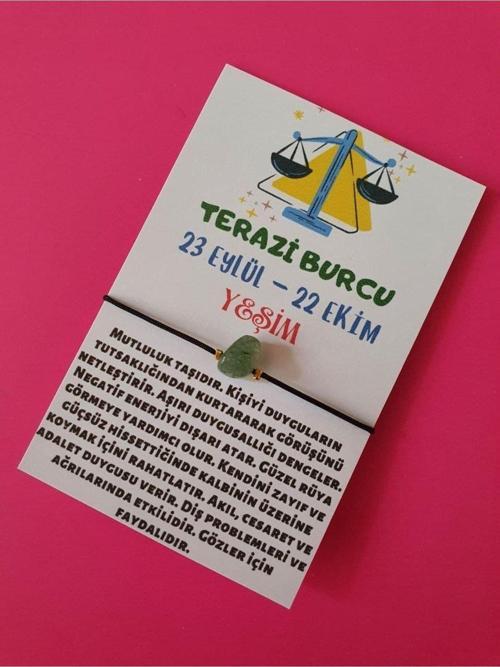 TERAZİ BURCU
23 EYLÜL – 22 EKİM
YEŞİM
MUTLULUK TAŞIDIR. KİŞİYİ DUYGULARIN
TUTSAKLIĞINDAN KURTARARAK GÖRÜŞÜNÜ
NETLEŞTİRİR. AŞIRI DUYGUSALLIĞI DENGELER.
NEGATİF ENERJİYİ DIŞARI ATAR. GÜZEL RÜYA
GÖRMEYE YARDIMCI OLUR. KENDİNİ ZAYIF VE
GÜÇSÜZ HİSSETTİĞİNDE KALBİNİN ÜZERİNE
KOYMAK İÇİNİ RAHATLATIR. AKIL, CESARET VE
ADALET DUYGUSU VERİR. DİŞ PROBLEMLERİ VE
AĞRILARINDA ETKİLİDİR. GÖZLER İÇİN
FAYDALIDIR.